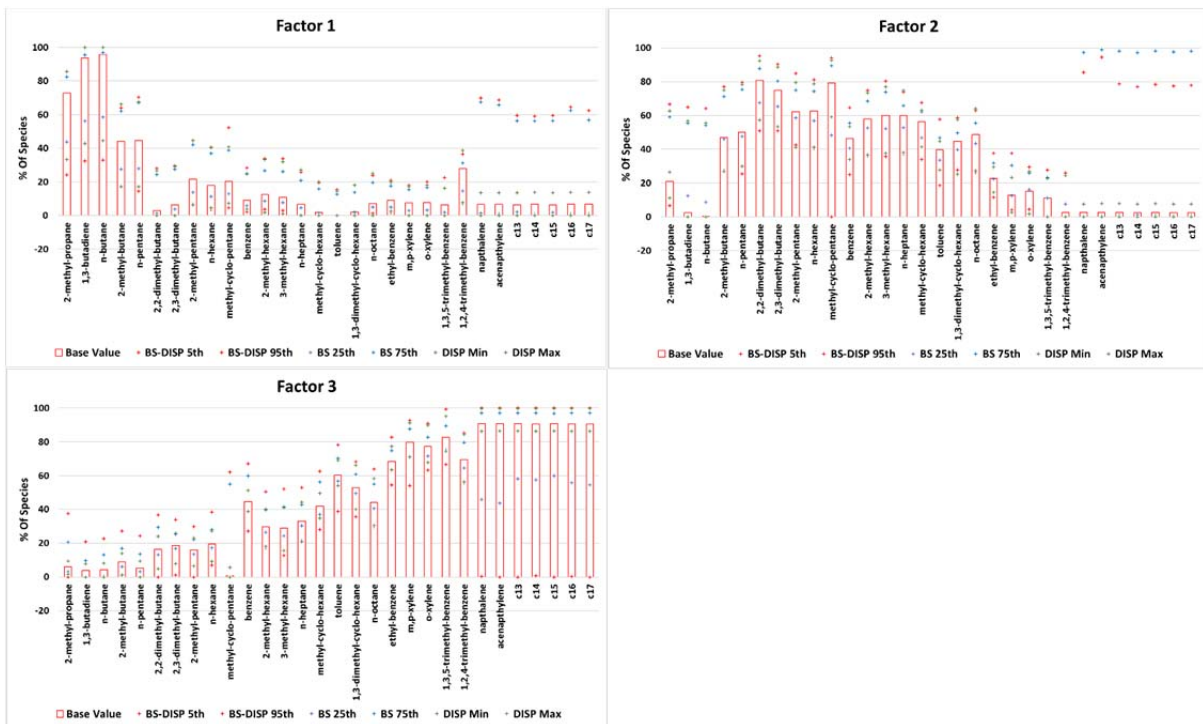 Factor 1
% Of Species
100
80
60
40
20
0
-20
2-methyl-propane
1,3-butadiene
n-butane
2-methyl-butane
n-pentane
2,2-dimethyl-butane
2,3-dimethyl-butane
2-methyl-pentane
n-hexane
methyl-cyclo-pentane
benzene
2-methyl-hexane
3-methyl-hexane
n-heptane
methyl-cyclo-hexane
toluene
1,3-dimethyl-cyclo-hexane
n-octane
ethyl-benzene
m,p-xylene
o-xylene
1,3,5-trimethyl-benzene
1,2,4-trimethyl-benzene
napthalene
acenapthylene
c13
c14
c15
c16
c17
Base Value + BS-DISP 5th + BS-DISP 95th + BS 25th + BS 75th + DISP Min + DISP Max
Factor 2
% Of Species
100
80
60
40
20
0
-20
2-methyl-propane
1,3-butadiene
n-butane
2-methyl-butane
n-pentane
2,2-dimethyl-butane
2,3-dimethyl-butane
2-methyl-pentane
n-hexane
methyl-cyclo-pentane
benzene
2-methyl-hexane
3-methyl-hexane
n-heptane
methyl-cyclo-hexane
toluene
1,3-dimethyl-cyclo-hexane
n-octane
ethyl-benzene
m,p-xylene
o-xylene
1,3,5-trimethyl-benzene
1,2,4-trimethyl-benzene
napthalene
acenapthylene
c13
c14
c15
c16
c17
Base Value + BS-DISP 5th + BS-DISP 95th + BS 25th + BS 75th + DISP Min + DISP Max
Factor 3
% Of Species
100
80
60
40
20
0
-20
2-methyl-propane
1,3-butadiene
n-butane
2-methyl-butane
n-pentane
2,2-dimethyl-butane
2,3-dimethyl-butane
2-methyl-pentane
n-hexane
methyl-cyclo-pentane
benzene
2-methyl-hexane
3-methyl-hexane
n-heptane
methyl-cyclo-hexane
toluene
1,3-dimethyl-cyclo-hexane
n-octane
ethyl-benzene
m,p-xylene
o-xylene
1,3,5-trimethyl-benzene
1,2,4-trimethyl-benzene
napthalene
acenapthylene
c13
c14
c15
c16
c17
Base Value + BS-DISP 5th + BS-DISP 95th + BS 25th + BS 75th + DISP Min + DISP Max